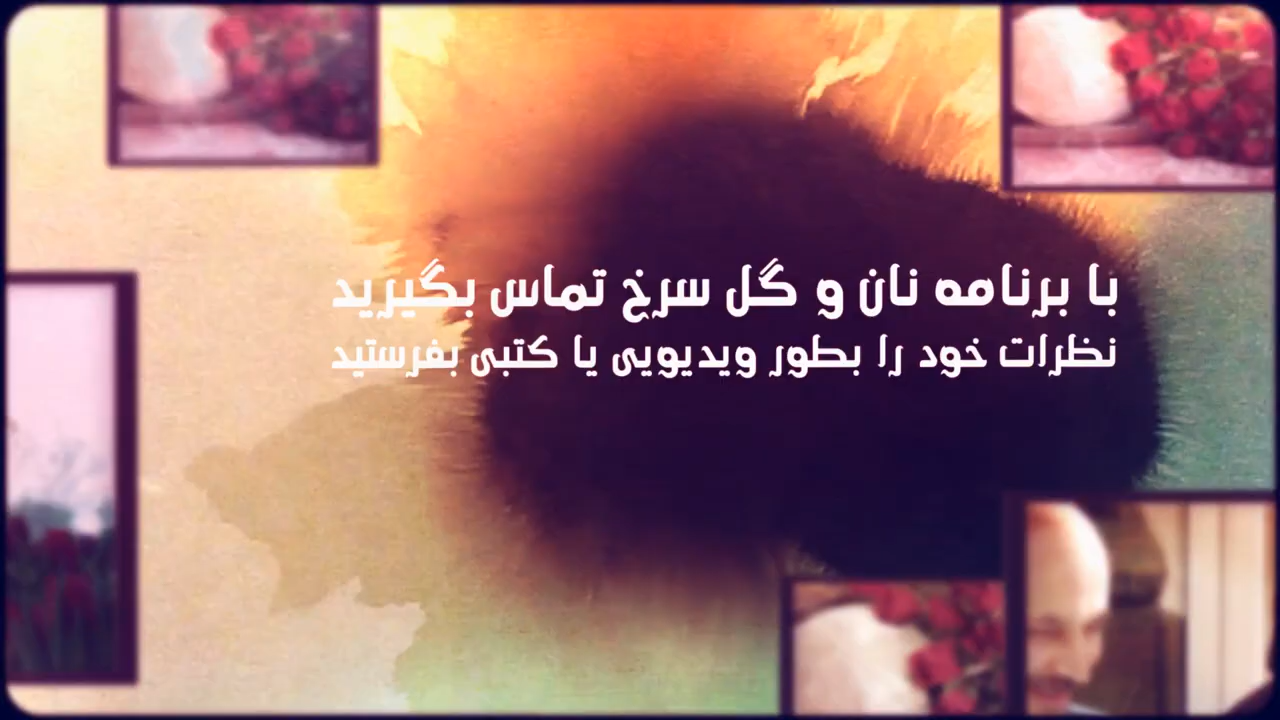 با برنامه نان و گل سرخ تماس بگیرید
نظرات خود را بطور ویدیویی یا کتبی بفرستید